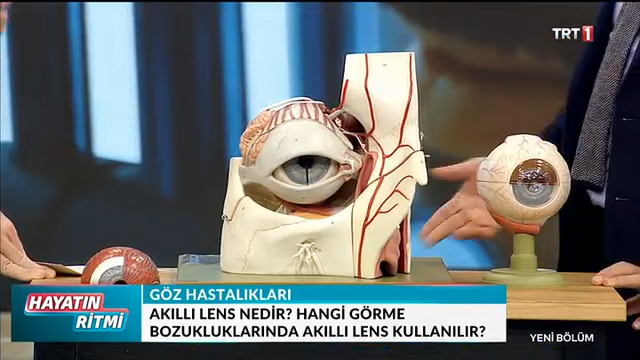 TRT 1
GÖZ HASTALIKLARI
HAYATIN
RİTMİ
AKILLI LENS NEDİR? HANGİ GÖRME
BOZUKLUKLARINDA AKILLI LENS KULLANILIR?
YENİ BÖLÜM